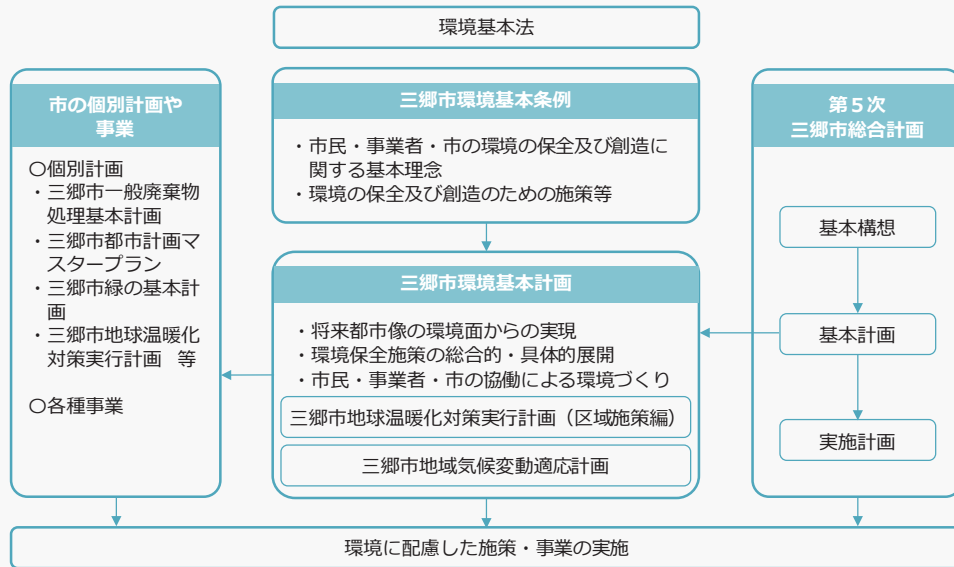 環境基本法
市の個別計画や
事業
〇個別計画
・三郷市一般廃棄物
処理基本計画
・三郷市都市計画マ
スタープラン
・三郷市緑の基本計
画
・三郷市地球温暖化
対策実行計画 等
〇各種事業
三郷市環境基本条例
・市民・事業者・市の環境の保全及び創造に
関する基本理念
・環境の保全及び創造のための施策等
三郷市環境基本計画
・将来都市像の環境面からの実現
・環境保全施策の総合的・具体的展開
・市民・事業者・市の協働による環境づくり
三郷市地球温暖化対策実行計画（区域施策編）
三郷市地域気候変動適応計画
第５次
三郷市総合計画
基本構想
基本計画
実施計画
環境に配慮した施策・事業の実施